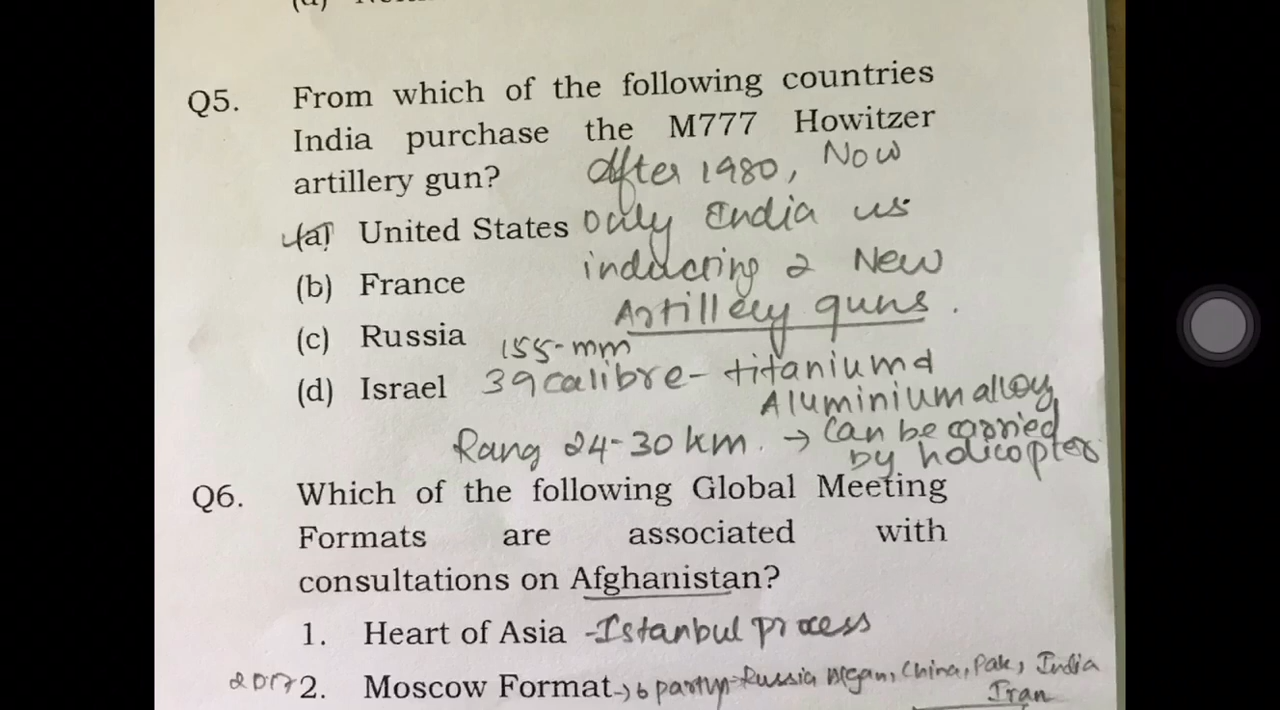 Q5. From which of the following countries
India purchase the M777 Howitzer
artillery gun? After 1980, Now
(a) United States only India us
(b) France inducting 2 New
Artillery guns.
(c) Russia 155-mm
(d) Israel 39 calibre - titanium d
Aluminium alloy
Rang 24-30 km. → Can be carried
by helicopter
Q6. Which of the following Global Meeting
Formats are associated with
consultations on Afghanistan?
1. Heart of Asia - Istanbul process
2017 2. Moscow Format → 6 party - Russia China, Pak, India
Iran